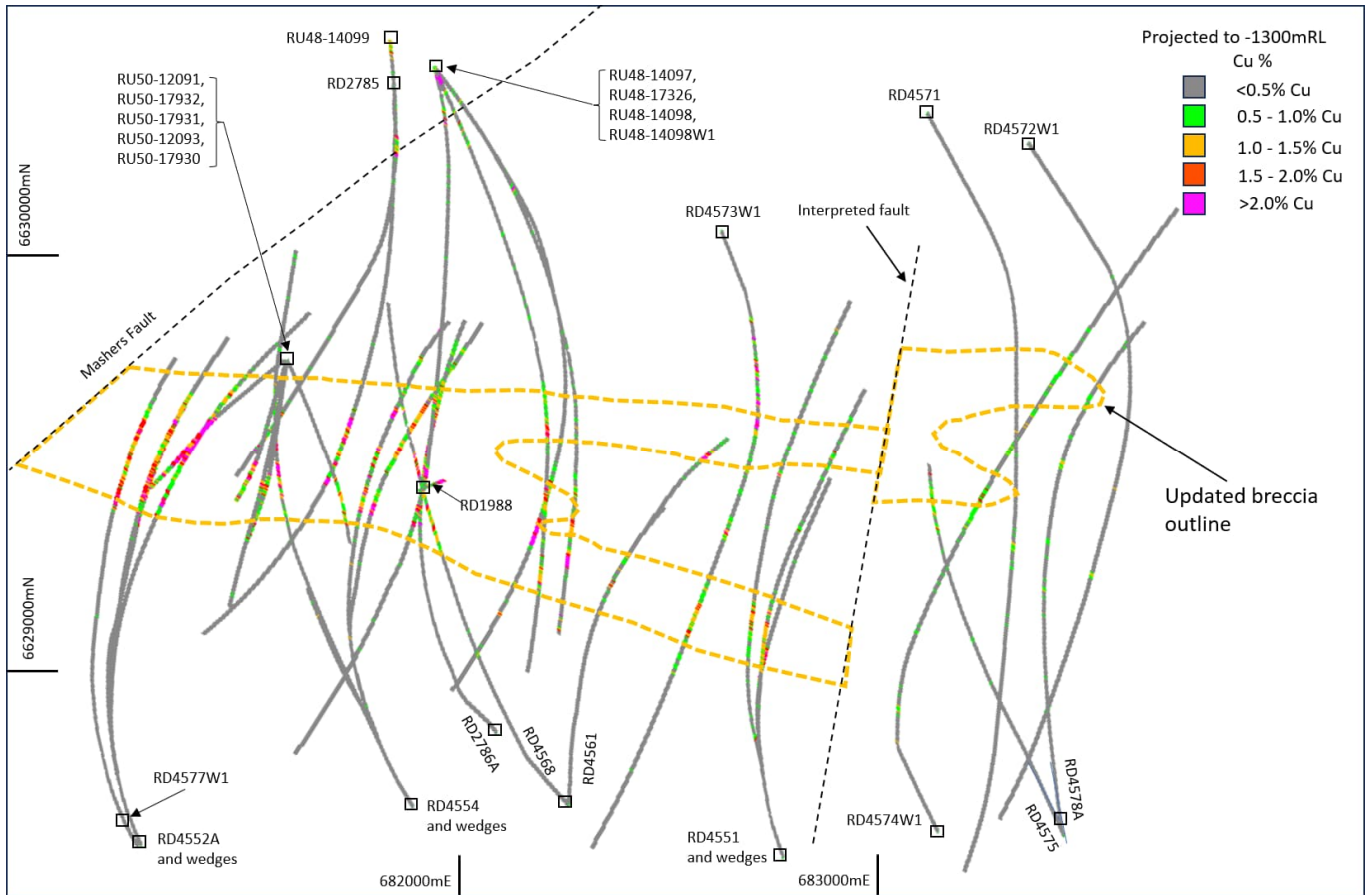 RU48-14099
RD2785
RU50-12091,
RU50-17932,
RU50-17931,
RU50-12093,
RU50-17930
RU48-14097,
RU48-17326,
RU48-14098,
RU48-14098W1
RD4571
RD4572W1
Projected to -1300mRL
Cu %
<0.5% Cu
0.5 - 1.0% Cu
1.0 - 1.5% Cu
1.5 - 2.0% Cu
>2.0% Cu
6630000mN
RD4573W1
Interpreted fault
Mashers Fault
RD1988
Updated breccia
outline
6629000mN
RD2786A
RD4568
RD4561
RD4577W1
RD4552A
and wedges
RD4554
and wedges
RD4551
and wedges
RD4574W1
RD4575
RD4578A
682000mE
683000mE